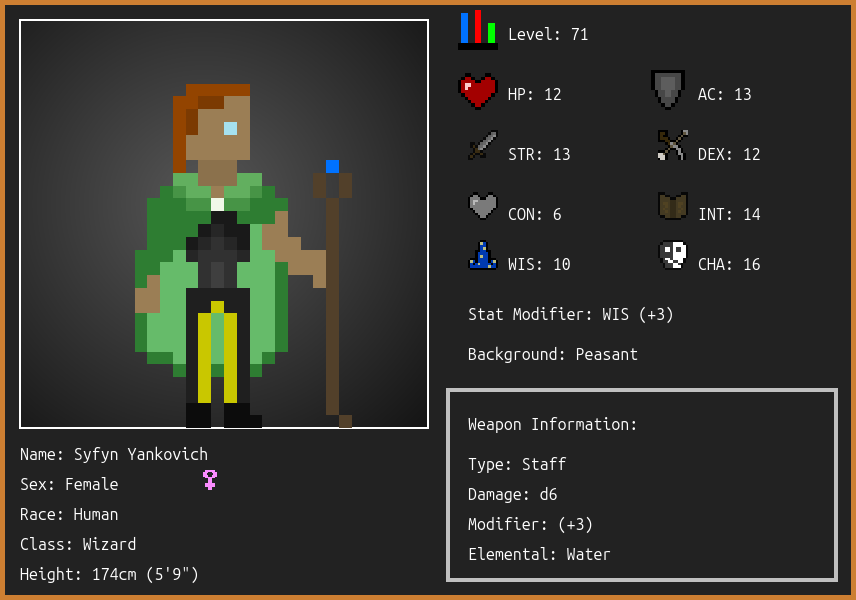 Level: 71
HP: 12
AC: 13
STR: 13
DEX: 12
CON: 6
INT: 14
WIS: 10
CHA: 16
Stat Modifier: WIS (+3)
Background: Peasant
Weapon Information:
Type: Staff
Damage: d6
Modifier: (+3)
Elemental: Water
Name: Syfyn Yankovich
Sex: Female
Race: Human
Class: Wizard
Height: 174cm (5'9")